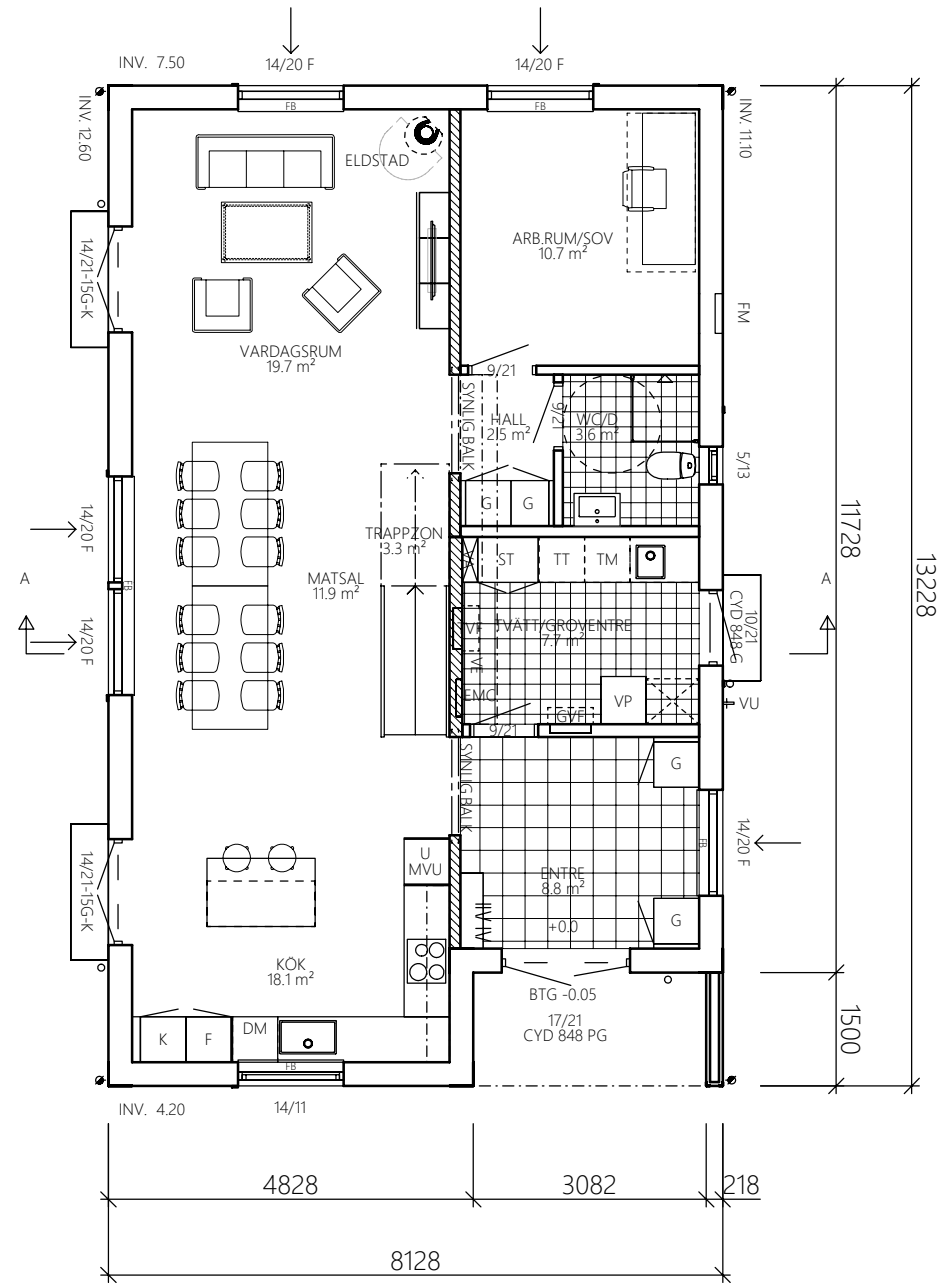 INV. 7.50
14/20 F
14/20 F
FB
FB
INV. 12.60
INV. 11.10
ELDSTAD
ARB.RUM/SOV
10.7 m²
14/21-15G-K
FM
VARDAGSRUM
19.7 m²
9/21
SYNLIG BALK
HALL
2.5 m²
9/21
WC/D
3.6 m²
5/13
G
G
14/20 F
TRAPPZON
3.3 m²
ST
TT
TM
11728
13228
A
FB
MATSAL
11.9 m²
10/21
CYD 848 G
A
14/20 F
VF
TVÄTT/GROVENTRE
7.7 m²
VE
EMC
VP
VU
GVF
9/21
SYNLIG BALK
G
14/20 F
FB
14/21-15G-K
U
MVU
ENTRE
8.8 m²
+0.0
G
KÖK
18.1 m²
BTG -0.05
17/21
CYD 848 PG
1500
K
F
DM
FB
INV. 4.20
14/11
4828
3082
218
8128